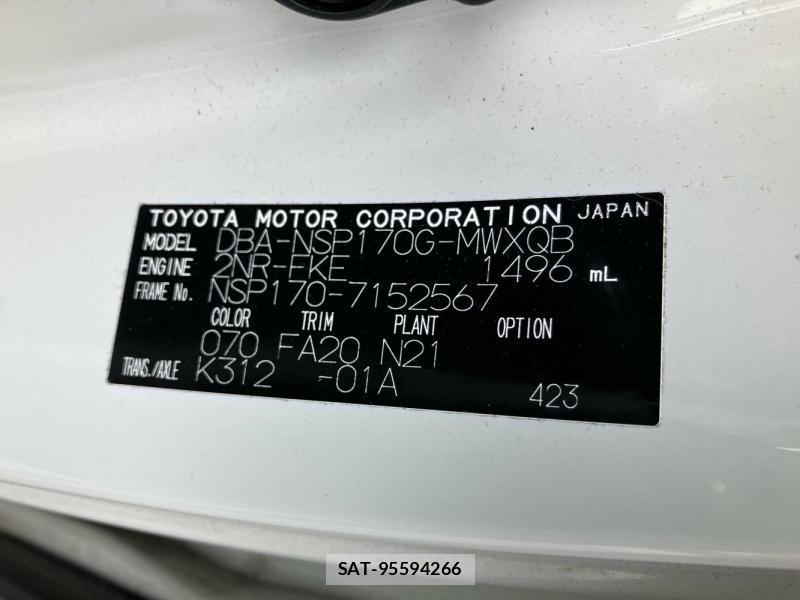 TOYOTA MOTOR CORPORATION JAPAN
MODEL DBA-NSP170G-MWXQB
ENGINE 2NR-FKE 1496 mL
FRAME No. NSP170-7152567
COLOR TRIM PLANT OPTION
070 FA20 N21
TRANS./AXLE K312 -01A 423
SAT-95594266